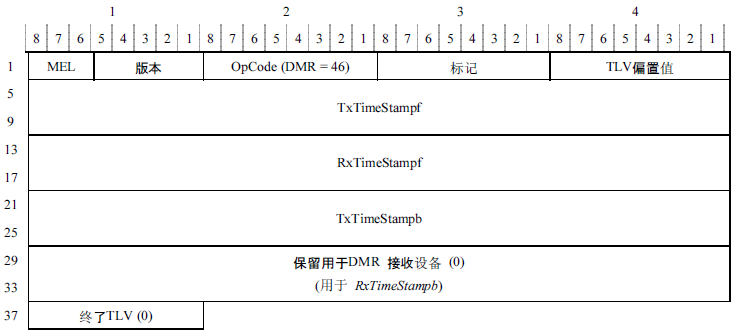 1 2 3 4
8 7 6 5 4 3 2 1 8 7 6 5 4 3 2 1 8 7 6 5 4 3 2 1 8 7 6 5 4 3 2 1
1 MEL 版本 OpCode (DMR = 46) 标记 TLV偏置值
5
TxTimeStampf
9
13
RxTimeStampf
17
21
TxTimeStampb
25
29 保留用于DMR 接收设备 (0)
33 (用于 RxTimeStampb)
37 终了TLV (0)